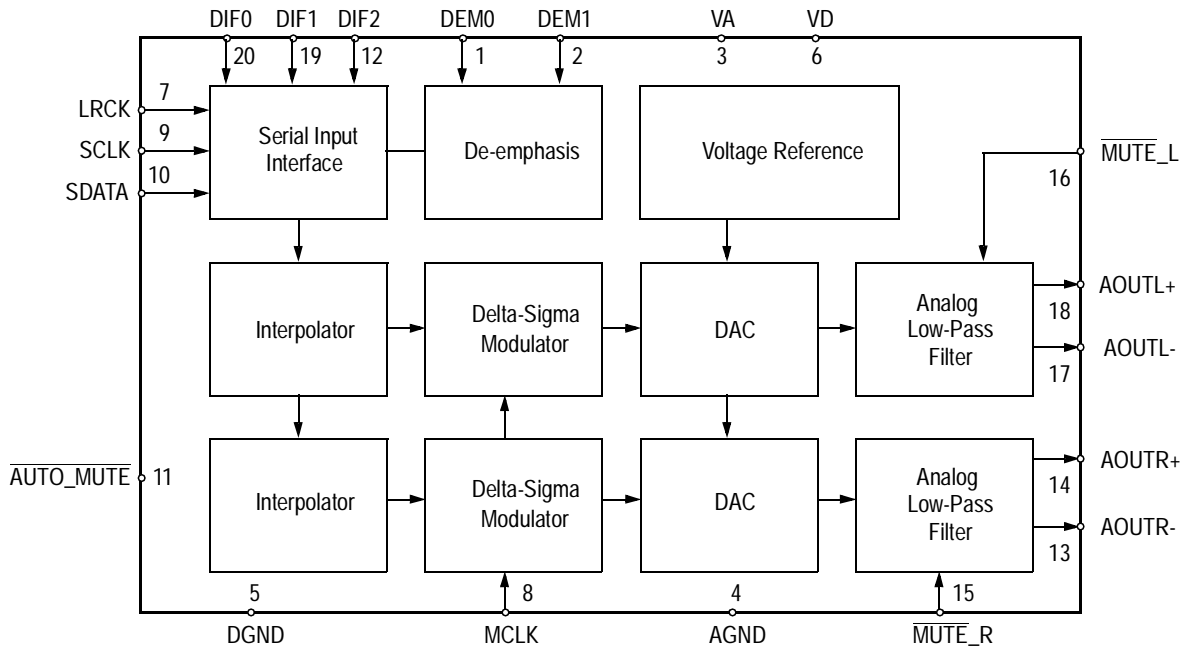 DIF0 DIF1 DIF2 DEM0 DEM1 VA VD
20 19 12 1 2 3 6
LRCK 7
SCLK 9
SDATA 10
Serial Input
Interface
De-emphasis
Voltage Reference
MUTE_L
16
Interpolator
Delta-Sigma
Modulator
DAC
Analog
Low-Pass
Filter
AOUTL+
18
AOUTL-
17
AUTO_MUTE 11
Interpolator
Delta-Sigma
Modulator
DAC
Analog
Low-Pass
Filter
AOUTR+
14
AOUTR-
13
5 8 4 15
DGND MCLK AGND MUTE_R